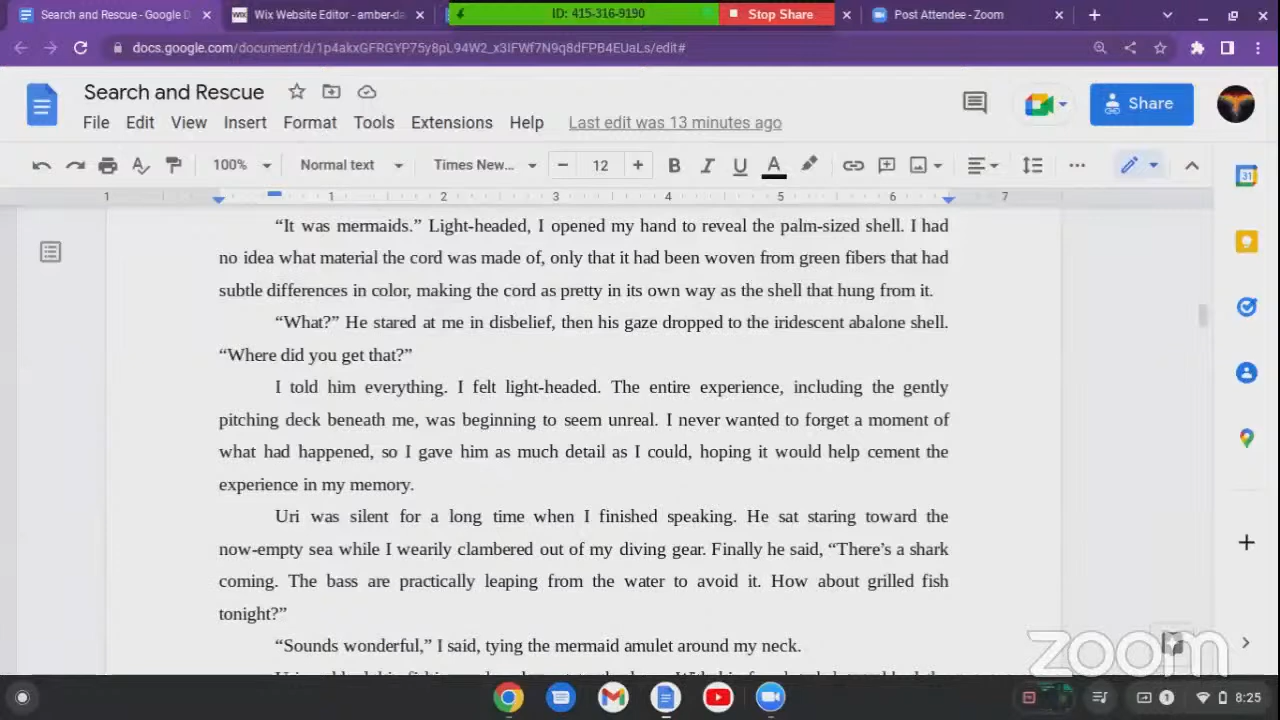 Search and Rescue - Google D
Wix Website Editor - amber-da
ID: 415-316-9190
Stop Share
Post Attendee - Zoom
docs.google.com/document/d/1p4akxGFRGYP75y8pL94W2_x3IFWf7N9q8dFPB4EUaLs/edit#
Search and Rescue
File Edit View Insert Format Tools Extensions Help Last edit was 13 minutes ago
Share
100% Normal text Times New... 12 B I U A
1 1 2 3 4 5 6 7
“It was mermaids.” Light-headed, I opened my hand to reveal the palm-sized shell. I had
no idea what material the cord was made of, only that it had been woven from green fibers that had
subtle differences in color, making the cord as pretty in its own way as the shell that hung from it.
“What?” He stared at me in disbelief, then his gaze dropped to the iridescent abalone shell.
“Where did you get that?”
I told him everything. I felt light-headed. The entire experience, including the gently
pitching deck beneath me, was beginning to seem unreal. I never wanted to forget a moment of
what had happened, so I gave him as much detail as I could, hoping it would help cement the
experience in my memory.
Uri was silent for a long time when I finished speaking. He sat staring toward the
now-empty sea while I wearily clambered out of my diving gear. Finally he said, “There’s a shark
coming. The bass are practically leaping from the water to avoid it. How about grilled fish
tonight?”
“Sounds wonderful,” I said, tying the mermaid amulet around my neck.
zoom
1 8:25